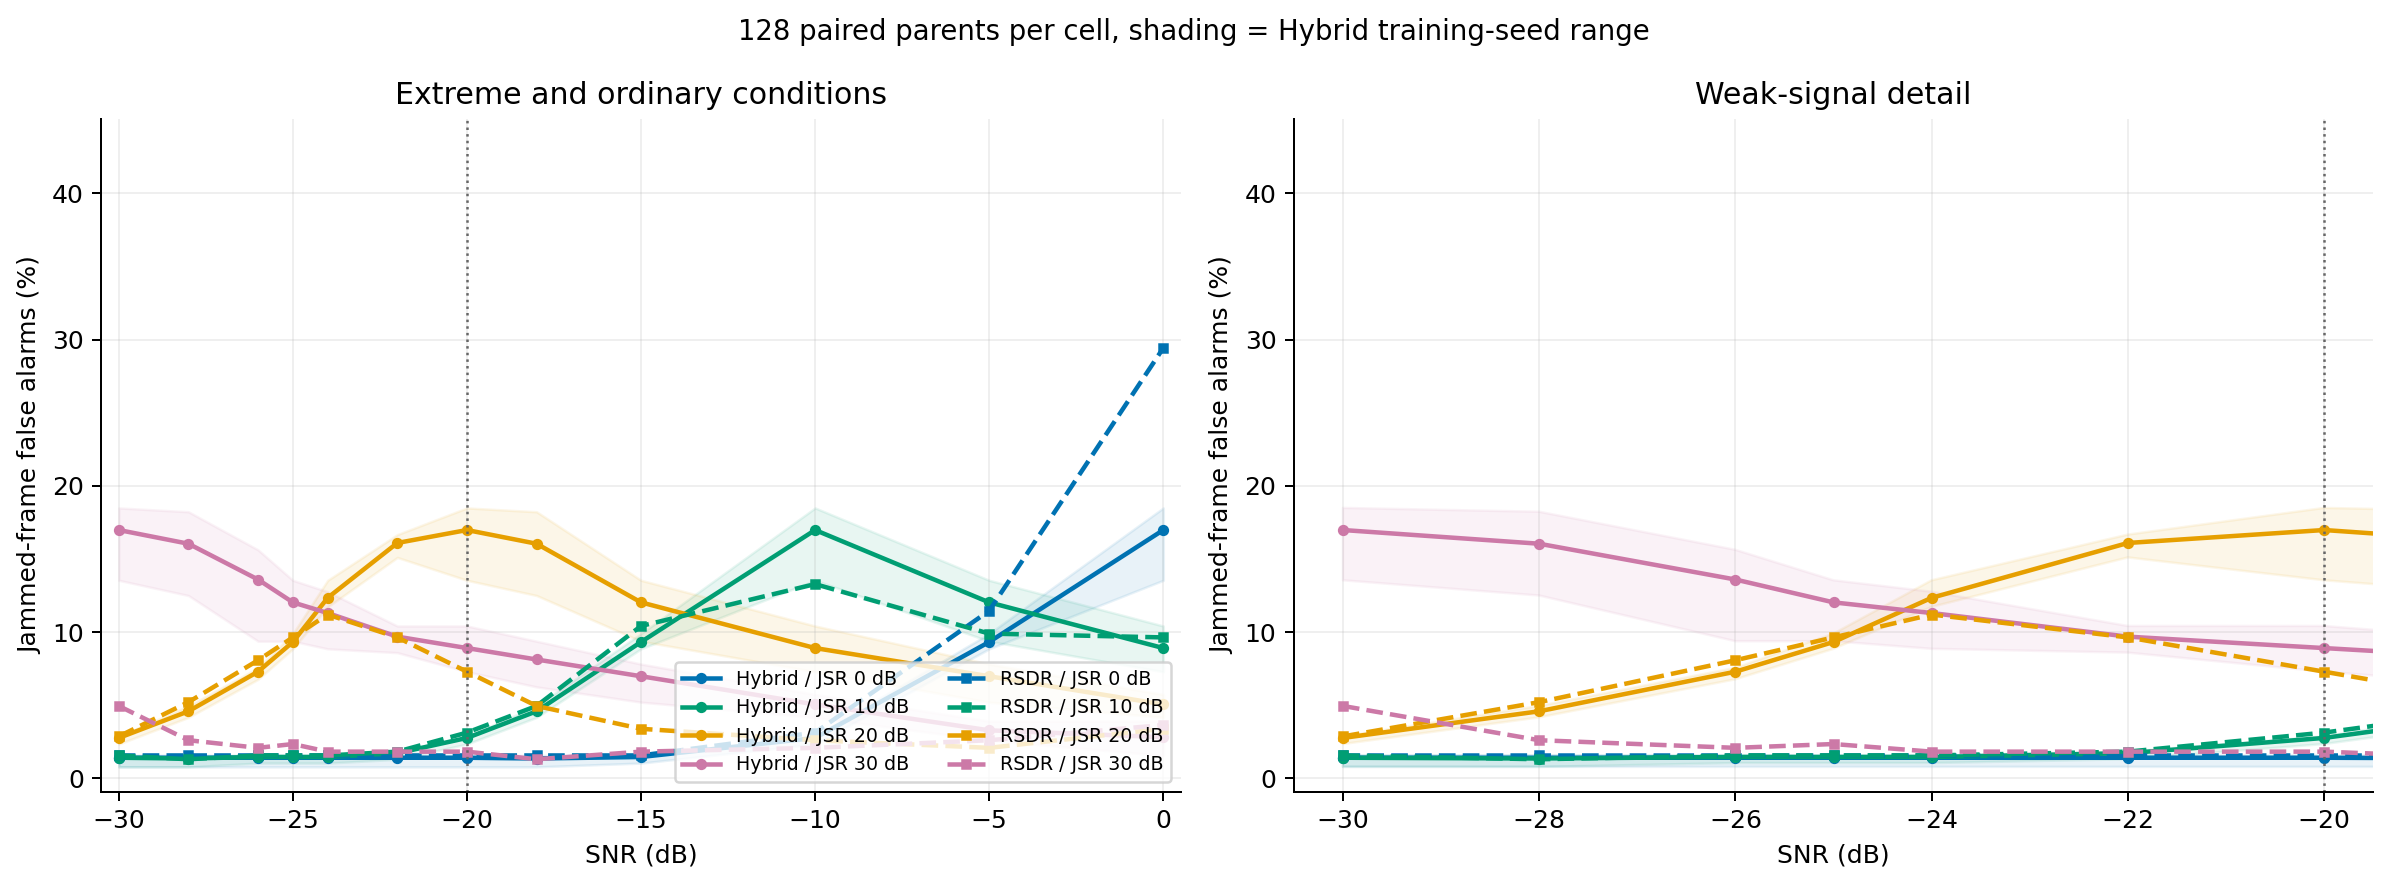 128 paired parents per cell, shading = Hybrid training-seed range
Extreme and ordinary conditions
Jammed-frame false alarms (%)
40
30
20
10
0
−30
−25
−20
−15
−10
−5
0
SNR (dB)
Hybrid / JSR 0 dB
Hybrid / JSR 10 dB
Hybrid / JSR 20 dB
Hybrid / JSR 30 dB
RSDR / JSR 0 dB
RSDR / JSR 10 dB
RSDR / JSR 20 dB
RSDR / JSR 30 dB
Weak-signal detail
Jammed-frame false alarms (%)
40
30
20
10
0
−30
−28
−26
−24
−22
−20
SNR (dB)